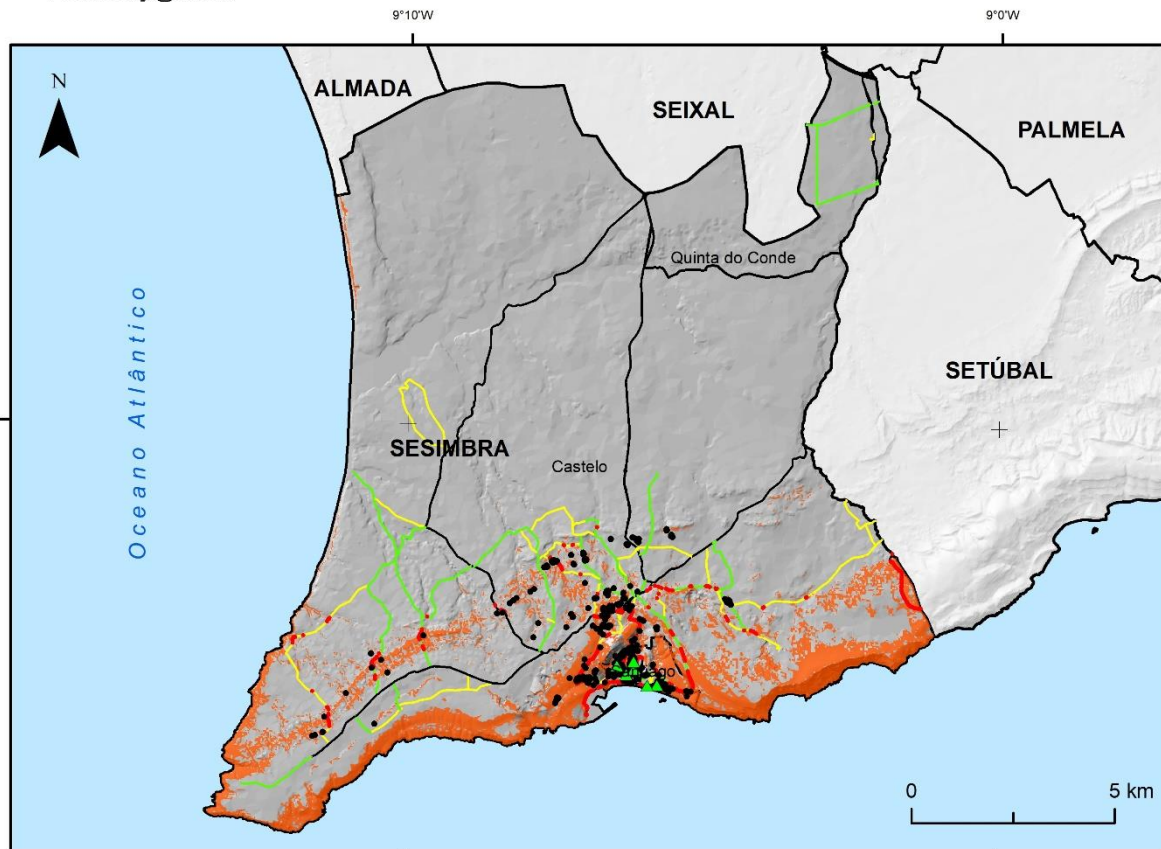 9°10'W
9°0'W
N
ALMADA
SEIXAL
PALMELA
Quinta do Conde
Oceano Atlântico
SETÚBAL
SESIMBRA
Castelo
0
5 km